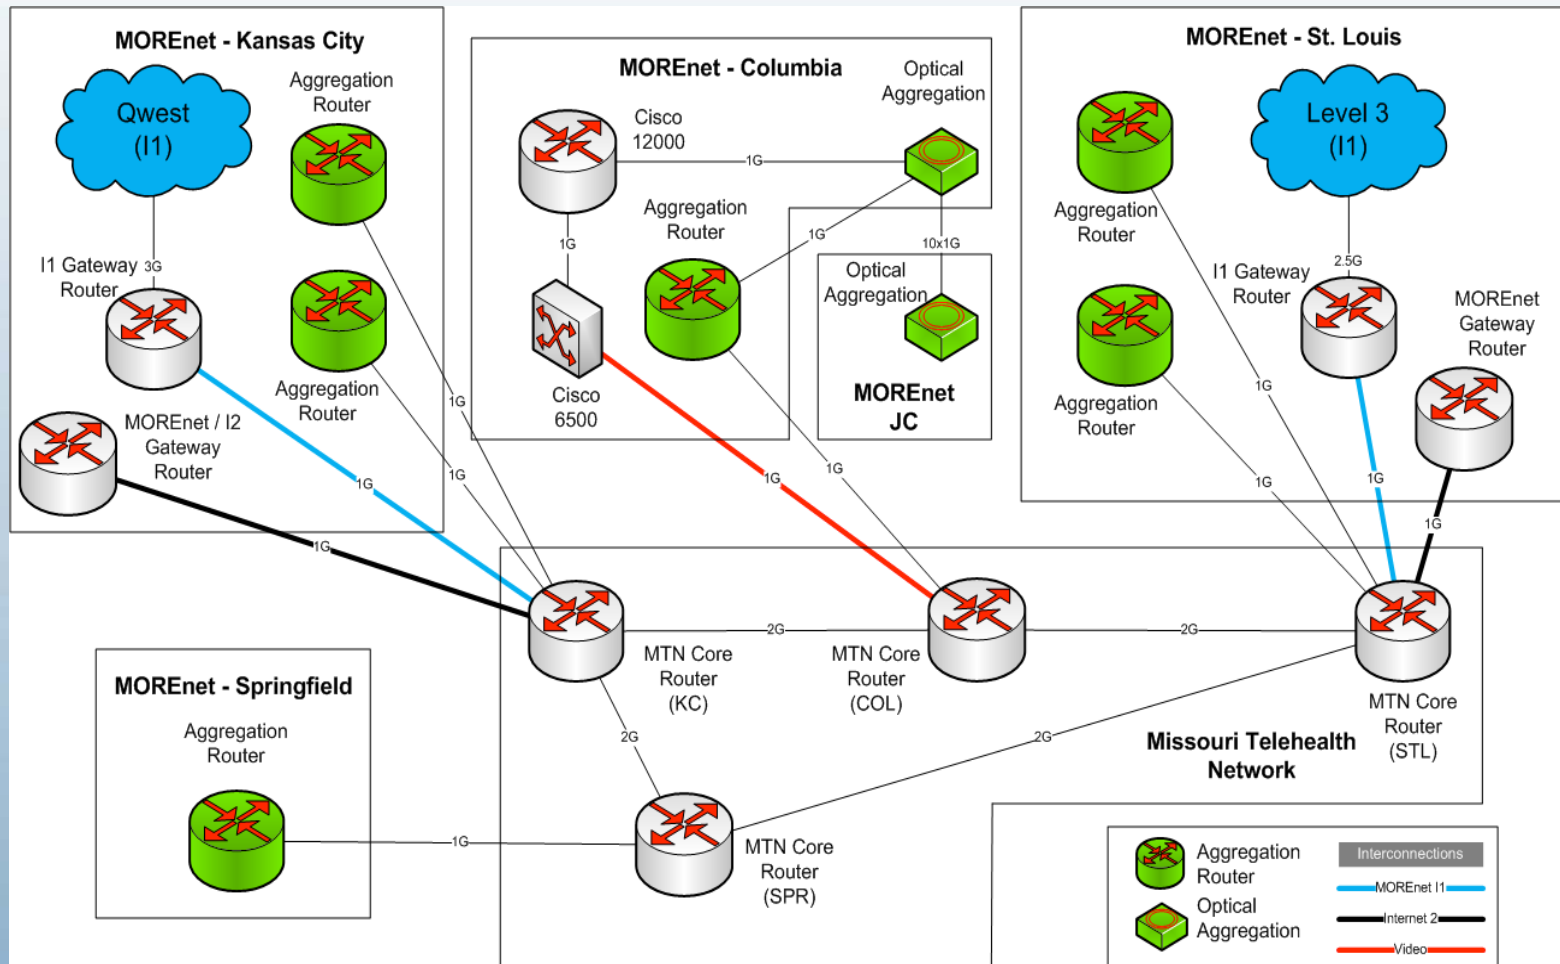 MOREnet - Kansas City
Qwest
(I1)
Aggregation
Router
3G
I1 Gateway
Router
Aggregation
Router
MOREnet / I2
Gateway
Router
1G
1G
1G
1G
MOREnet - Columbia
Cisco
12000
Optical
Aggregation
1G
1G
Aggregation
Router
1G
10x1G
Cisco
6500
Optical
Aggregation
MOREnet
JC
1G
1G
MOREnet - St. Louis
Aggregation
Router
Level 3
(I1)
2.5G
I1 Gateway
Router
MOREnet
Gateway
Router
Aggregation
Router
1G
1G
1G
1G
MTN Core
Router
(KC)
2G
MTN Core
Router
(COL)
2G
MTN Core
Router
(STL)
2G
2G
Missouri Telehealth
Network
MOREnet - Springfield
Aggregation
Router
1G
MTN Core
Router
(SPR)
Aggregation
Router
Optical
Aggregation
Interconnections
MOREnet I1
Internet 2
Video